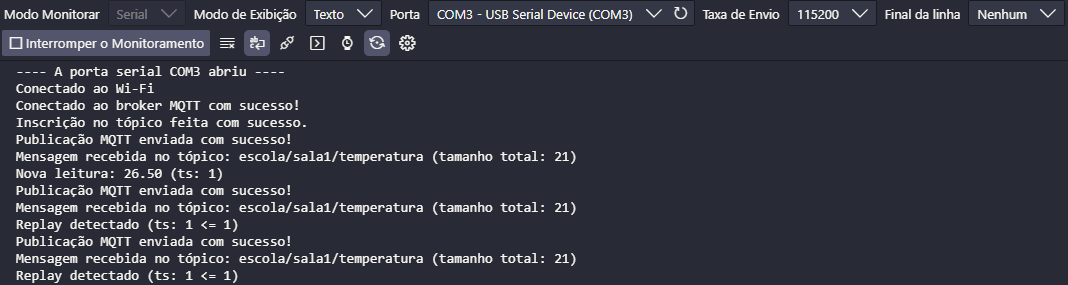 Modo Monitorar Serial Modo de Exibição Texto Porta COM3 - USB Serial Device (COM3) Taxa de Envio 115200 Final da linha Nenhum
Interromper o Monitoramento
---- A porta serial COM3 abriu ----
Conectado ao Wi-Fi
Conectado ao broker MQTT com sucesso!
Inscrição no tópico feita com sucesso.
Publicação MQTT enviada com sucesso!
Mensagem recebida no tópico: escola/sala1/temperatura (tamanho total: 21)
Nova leitura: 26.50 (ts: 1)
Publicação MQTT enviada com sucesso!
Mensagem recebida no tópico: escola/sala1/temperatura (tamanho total: 21)
Replay detectado (ts: 1 <= 1)
Publicação MQTT enviada com sucesso!
Mensagem recebida no tópico: escola/sala1/temperatura (tamanho total: 21)
Replay detectado (ts: 1 <= 1)